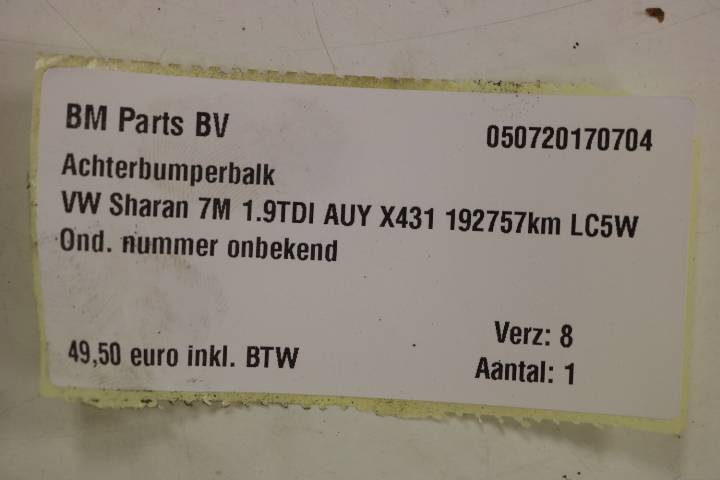 BM Parts BV
050720170704
Achterbumperbalk
VW Sharan 7M 1.9TDI AUY X431 192757km LC5W
Ond. nummer onbekend
Verz: 8
49,50 euro inkl. BTW
Aantal: 1